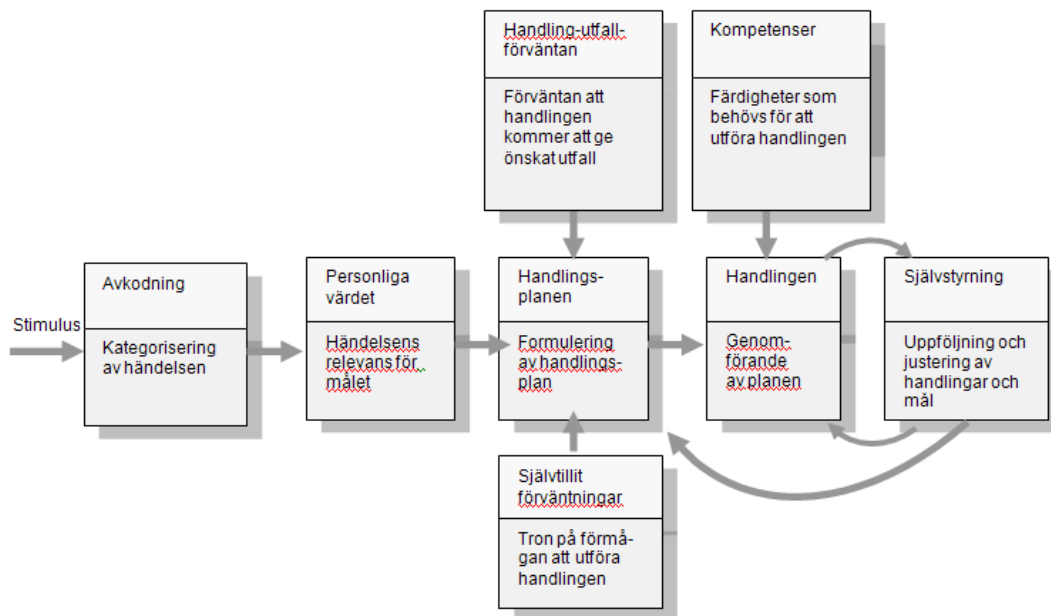 Handling-utfall-
förväntan
Förväntan att
handlingen
kommer att ge
önskat utfall
Kompetenser
Färdigheter som
behövs för att
utföra handlingen
Stimulus
Avkodning
Kategorisering
av händelsen
Personliga
värdet
Händelsens
relevans för
målet
Handlings-
planen
Formulering
av handlings-
plan
Handlingen
Genom-
förande
av planen
Självstyrning
Uppföljning och
justering av
handlingar och
mål
Självtillit
förväntningar
Tron på förmå-
gan att utföra
handlingen